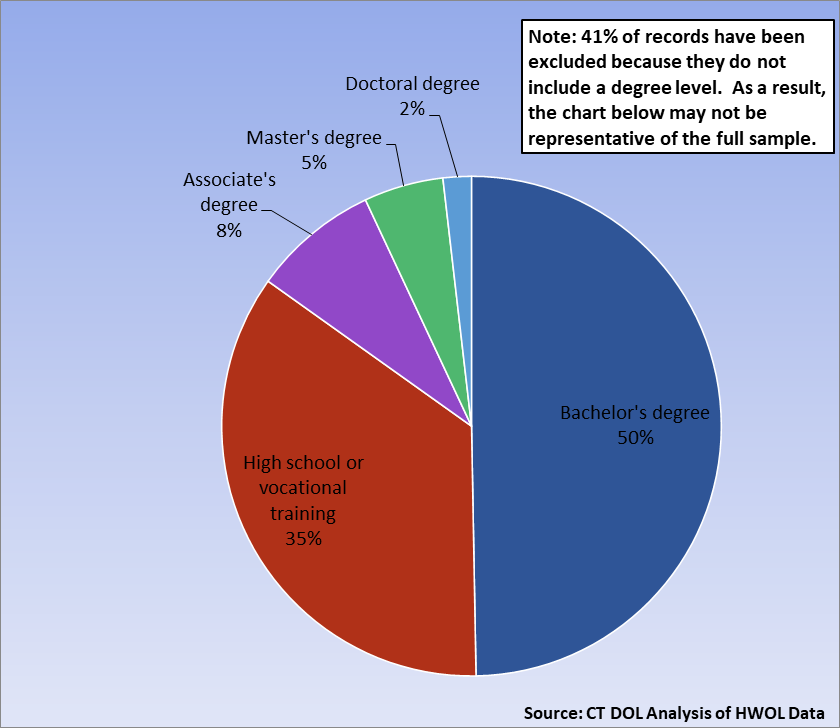 Note: 41% of records have been
excluded because they do not
include a degree level.  As a result,
the chart below may not be
representative of the full sample.
Doctoral degree
2%
Master's degree
5%
Associate's
degree
8%
Bachelor's degree
50%
High school or
vocational
training
35%
Source: CT DOL Analysis of HWOL Data